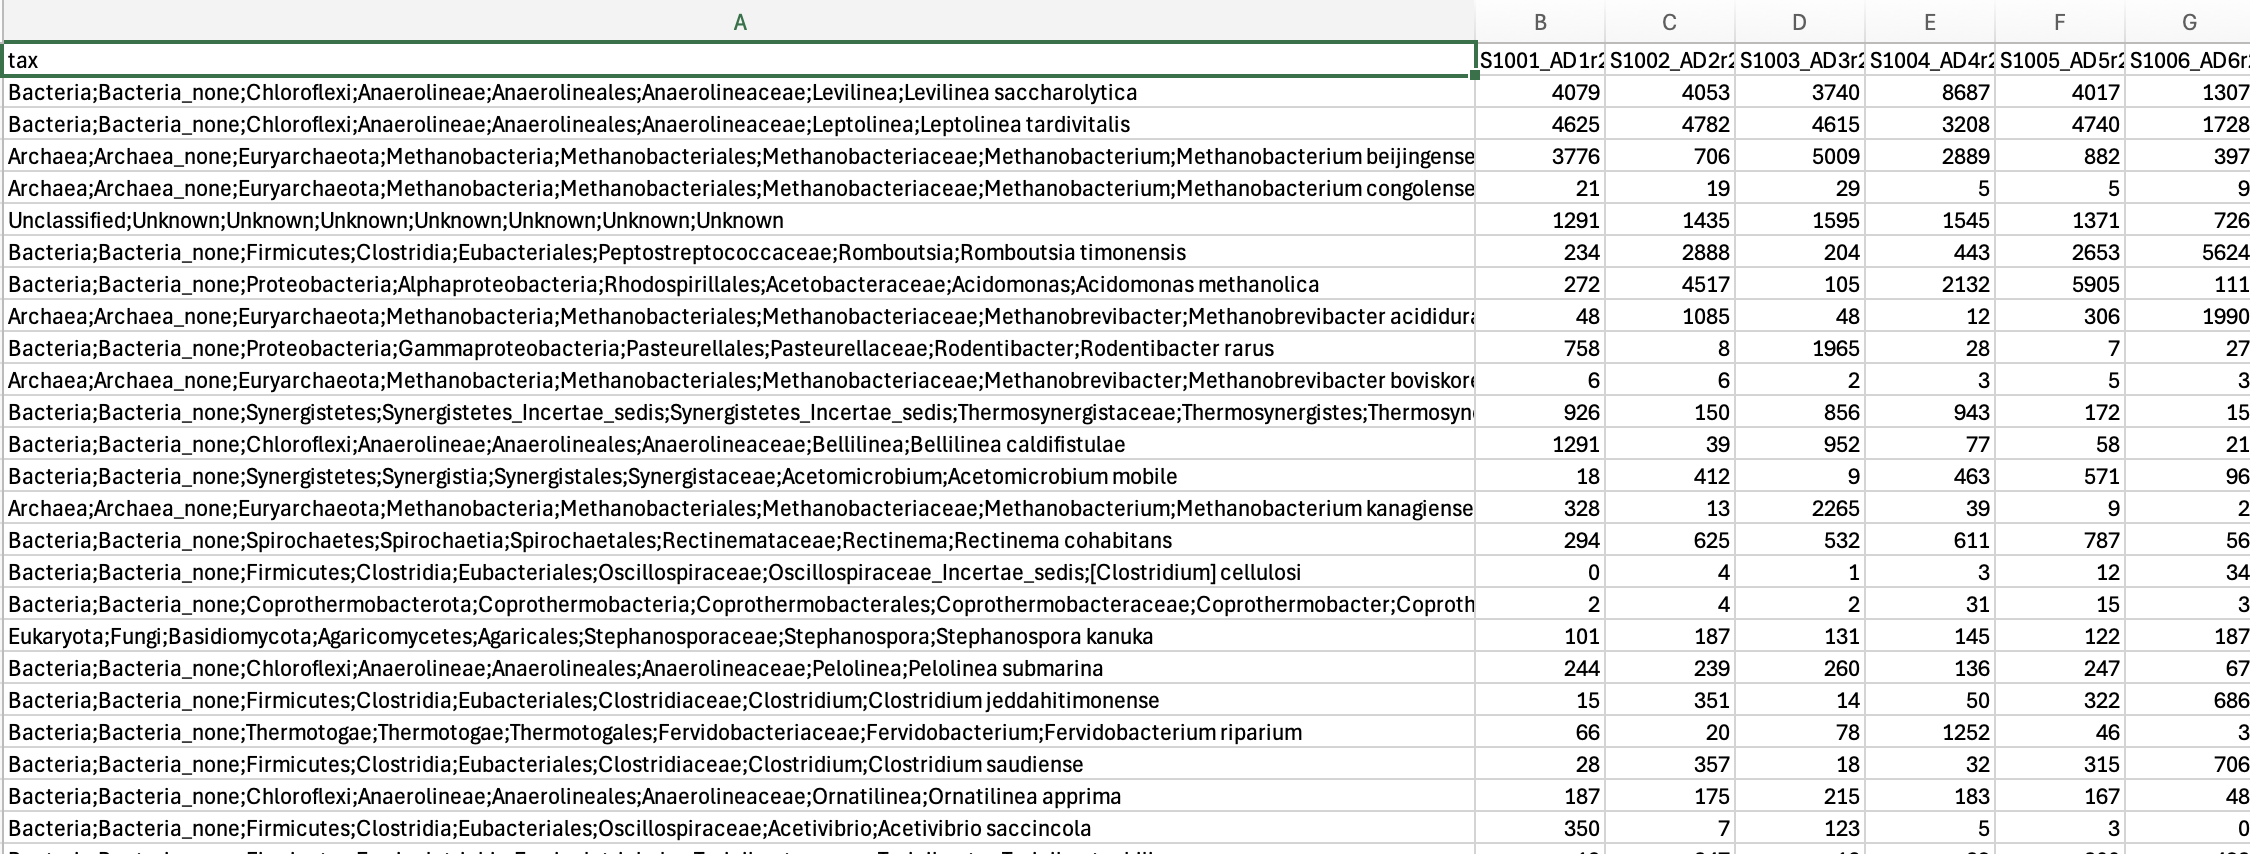 A B C D E F G
tax S1001_AD1r2 S1002_AD2r2 S1003_AD3r2 S1004_AD4r2 S1005_AD5r2 S1006_AD6r
Bacteria;Bacteria_none;Chloroflexi;Anaerolineae;Anaerolineales;Anaerolineaceae;Levilinea;Levilinea saccharolytica 4079 4053 3740 8687 4017 1307
Bacteria;Bacteria_none;Chloroflexi;Anaerolineae;Anaerolineales;Anaerolineaceae;Leptolinea;Leptolinea tardivitalis 4625 4782 4615 3208 4740 1728
Archaea;Archaea_none;Euryarchaeota;Methanobacteria;Methanobacteriales;Methanobacteriaceae;Methanobacterium;Methanobacterium beijingense 3776 706 5009 2889 882 397
Archaea;Archaea_none;Euryarchaeota;Methanobacteria;Methanobacteriales;Methanobacteriaceae;Methanobacterium;Methanobacterium congolense 21 19 29 5 5 9
Unclassified;Unknown;Unknown;Unknown;Unknown;Unknown;Unknown;Unknown 1291 1435 1595 1545 1371 726
Bacteria;Bacteria_none;Firmicutes;Clostridia;Eubacteriales;Peptostreptococcaceae;Romboutsia;Romboutsia timonensis 234 2888 204 443 2653 5624
Bacteria;Bacteria_none;Proteobacteria;Alphaproteobacteria;Rhodospirillales;Acetobacteraceae;Acidomonas;Acidomonas methanolica 272 4517 105 2132 5905 111
Archaea;Archaea_none;Euryarchaeota;Methanobacteria;Methanobacteriales;Methanobacteriaceae;Methanobrevibacter;Methanobrevibacter acididura 48 1085 48 12 306 1990
Bacteria;Bacteria_none;Proteobacteria;Gammaproteobacteria;Pasteurellales;Pasteurellaceae;Rodentibacter;Rodentibacter rarus 758 8 1965 28 7 27
Archaea;Archaea_none;Euryarchaeota;Methanobacteria;Methanobacteriales;Methanobacteriaceae;Methanobrevibacter;Methanobrevibacter boviskore 6 6 2 3 5 3
Bacteria;Bacteria_none;Synergistetes;Synergistetes_Incertae_sedis;Synergistetes_Incertae_sedis;Thermosynergistaceae;Thermosynergistes;Thermosyn 926 150 856 943 172 15
Bacteria;Bacteria_none;Chloroflexi;Anaerolineae;Anaerolineales;Anaerolineaceae;Bellilinea;Bellilinea caldifistulae 1291 39 952 77 58 21
Bacteria;Bacteria_none;Synergistetes;Synergistia;Synergistales;Synergistaceae;Acetomicrobium;Acetomicrobium mobile 18 412 9 463 571 96
Archaea;Archaea_none;Euryarchaeota;Methanobacteria;Methanobacteriales;Methanobacteriaceae;Methanobacterium;Methanobacterium kanagiense 328 13 2265 39 9 2
Bacteria;Bacteria_none;Spirochaetes;Spirochaetia;Spirochaetales;Rectinemataceae;Rectinema;Rectinema cohabitans 294 625 532 611 787 56
Bacteria;Bacteria_none;Firmicutes;Clostridia;Eubacteriales;Oscillospiraceae;Oscillospiraceae_Incertae_sedis;[Clostridium] cellulosi 0 4 1 3 12 34
Bacteria;Bacteria_none;Coprothermobacterota;Coprothermobacteria;Coprothermobacterales;Coprothermobacteraceae;Coprothermobacter;Coproth 2 4 2 31 15 3
Eukaryota;Fungi;Basidiomycota;Agaricomycetes;Agaricales;Stephanosporaceae;Stephanospora;Stephanospora kanuka 101 187 131 145 122 187
Bacteria;Bacteria_none;Chloroflexi;Anaerolineae;Anaerolineales;Anaerolineaceae;Pelolinea;Pelolinea submarina 244 239 260 136 247 67
Bacteria;Bacteria_none;Firmicutes;Clostridia;Eubacteriales;Clostridiaceae;Clostridium;Clostridium jeddahitimonense 15 351 14 50 322 686
Bacteria;Bacteria_none;Thermotogae;Thermotogae;Thermotogales;Fervidobacteriaceae;Fervidobacterium;Fervidobacterium riparium 66 20 78 1252 46 3
Bacteria;Bacteria_none;Firmicutes;Clostridia;Eubacteriales;Clostridiaceae;Clostridium;Clostridium saudiense 28 357 18 32 315 706
Bacteria;Bacteria_none;Chloroflexi;Anaerolineae;Anaerolineales;Anaerolineaceae;Ornatilinea;Ornatilinea apprima 187 175 215 183 167 48
Bacteria;Bacteria_none;Firmicutes;Clostridia;Eubacteriales;Oscillospiraceae;Acetivibrio;Acetivibrio saccincola 350 7 123 5 3 0